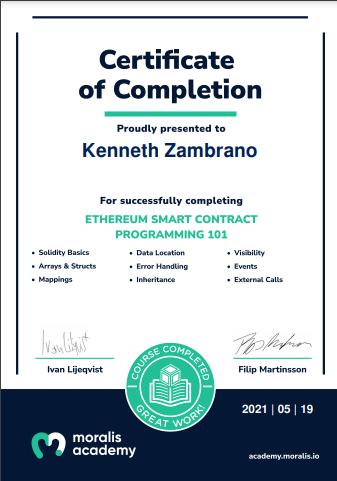 Certificate
of Completion
Proudly presented to
Kenneth Zambrano
For successfully completing
ETHEREUM SMART CONTRACT
PROGRAMMING 101
• Solidity Basics
• Arrays & Structs
• Mappings
• Data Location
• Error Handling
• Inheritance
• Visibility
• Events
• External Calls
Ivan Lijeqvist
Filip Martinsson
COURSE COMPLETED
GREAT WORK!
2021 | 05 | 19
moralis
academy
academy.moralis.io